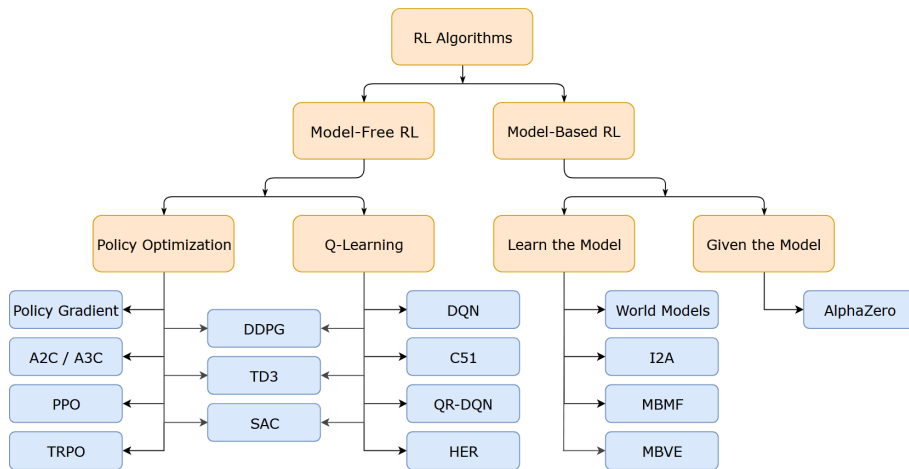 RL Algorithms
Model-Free RL
Model-Based RL
Policy Optimization
Q-Learning
Learn the Model
Given the Model
Policy Gradient
DDPG
DQN
World Models
AlphaZero
A2C / A3C
TD3
C51
I2A
PPO
SAC
QR-DQN
MBMF
TRPO
HER
MBVE